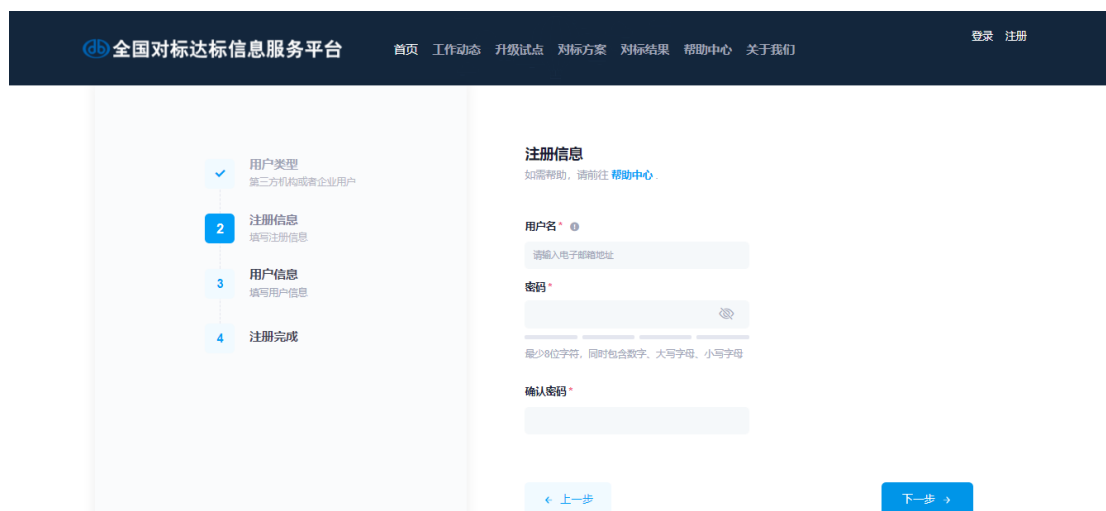 全国对标达标信息服务平台 首页 工作动态 升级试点 对标方案 对标结果 帮助中心 关于我们 登录 注册
用户类型
第三方机构或者企业用户
2 注册信息
填写注册信息
3 用户信息
填写用户信息
4 注册完成
注册信息
如需帮助，请前往 帮助中心 .
用户名 *
请输入电子邮箱地址
密码 *
最少8位字符，同时包含数字、大写字母、小写字母
确认密码 *
← 上一步 下一步 →